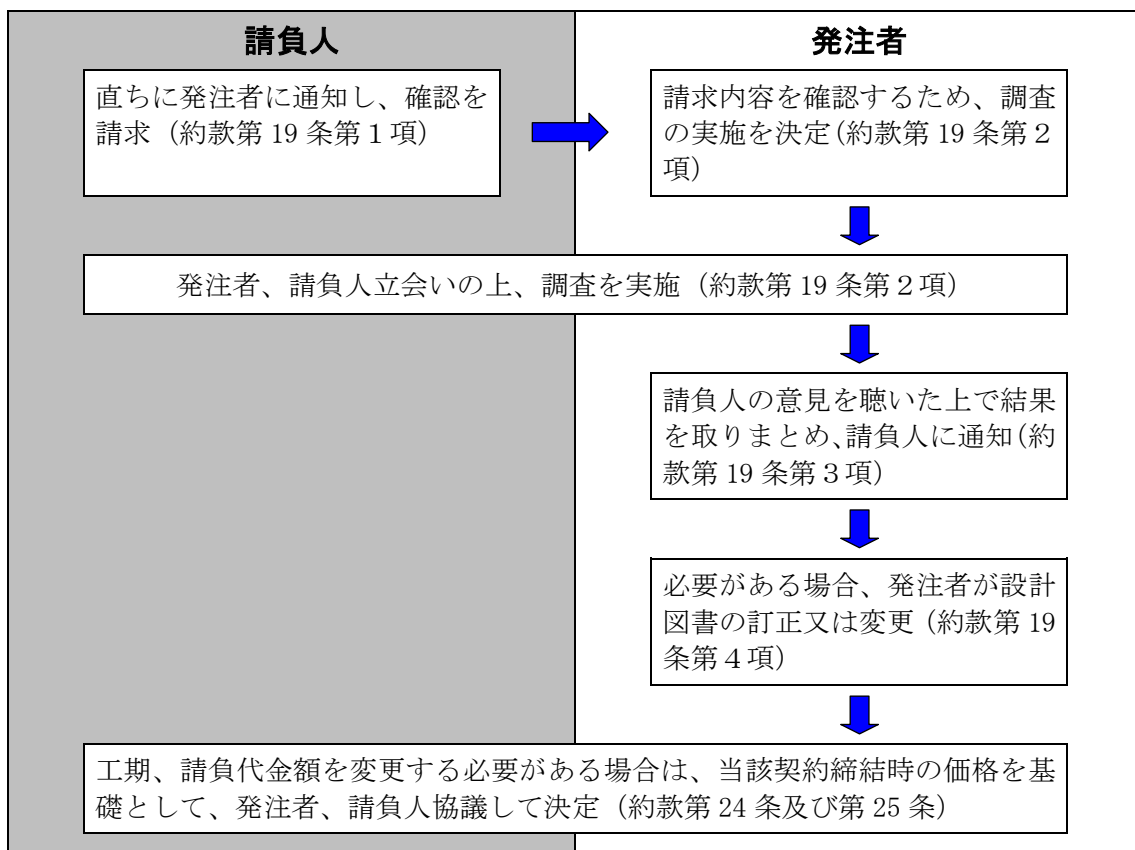 請負人
発注者
直ちに発注者に通知し、確認を
請求（約款第 19 条第１項）
請求内容を確認するため、調査
の実施を決定（約款第 19 条第２
項）
発注者、請負人立会いの上、調査を実施（約款第 19 条第２項）
請負人の意見を聴いた上で結果
を取りまとめ、請負人に通知（約
款第 19 条第３項）
必要がある場合、発注者が設計
図書の訂正又は変更（約款第 19
条第４項）
工期、請負代金額を変更する必要がある場合は、当該契約締結時の価格を基
礎として、発注者、請負人協議して決定（約款第 24 条及び第 25 条）